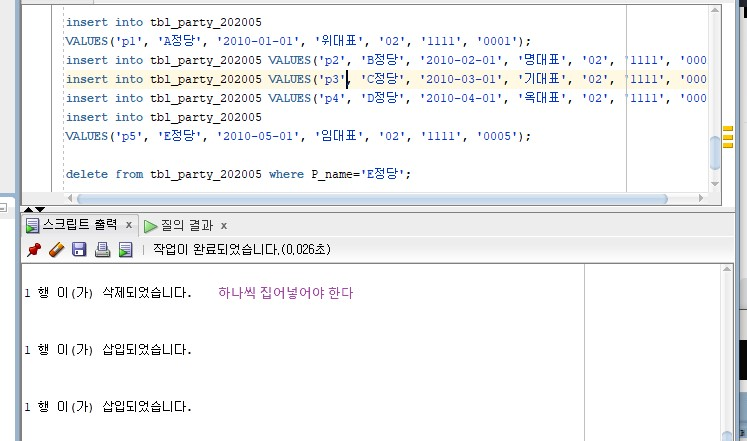 insert into tbl_party_202005
VALUES('p1', 'A정당', '2010-01-01', '위대표', '02', '1111', '0001');
insert into tbl_party_202005 VALUES('p2', 'B정당', '2010-02-01', '명대표', '02', '1111', '000
insert into tbl_party_202005 VALUES('p3', 'C정당', '2010-03-01', '기대표', '02', '1111', '000
insert into tbl_party_202005 VALUES('p4', 'D정당', '2010-04-01', '옥대표', '02', '1111', '000
insert into tbl_party_202005
VALUES('p5', 'E정당', '2010-05-01', '임대표', '02', '1111', '0005');
delete from tbl_party_202005 where P_name='E정당';
스크립트 출력 x 질의 결과 x
작업이 완료되었습니다.(0,026초)
1 행 이(가) 삭제되었습니다. 하나씩 집어넣어야 한다
1 행 이(가) 삽입되었습니다.
1 행 이(가) 삽입되었습니다.